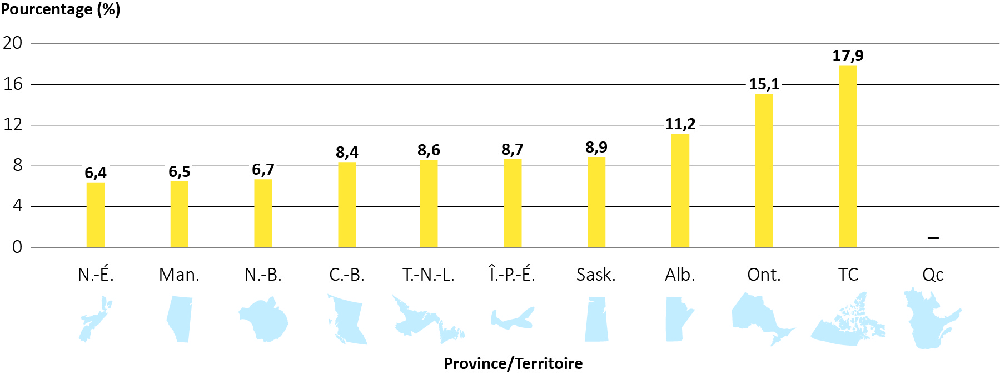 Pourcentage (%)
20
16
12
8
4
0
6,4
6,5
6,7
8,4
8,6
8,7
8,9
11,2
15,1
17,9
–
N.-É.
Man.
N.-B.
C.-B.
T.-N.-L.
Î.-P.-É.
Sask.
Alb.
Ont.
TC
Qc
Province/Territoire